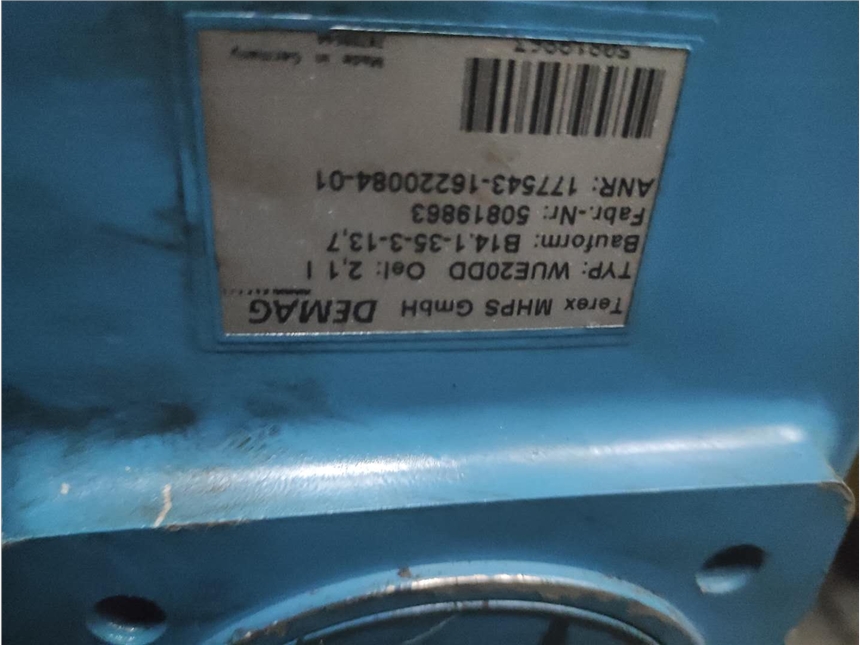 Terex MHPS GmbH DEMAG
TYP: WUE20DD Oel: 2,1 l
Bauform: B14.1-35-3-13,7
Fabr.-Nr: 50819863
ANR: 177543-16220084-01
50819863
Made in Germany